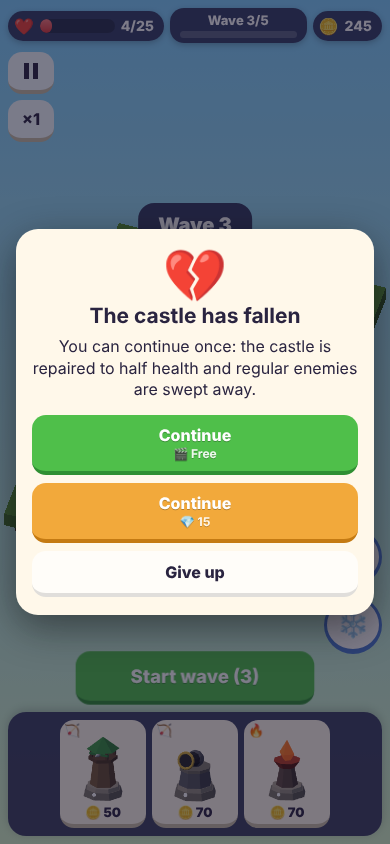 4/25
Wave 3/5
245
×1
Wave 3
The castle has fallen
You can continue once: the castle is
repaired to half health and regular enemies
are swept away.
Continue
Free
Continue
15
Give up
Start wave (3)
50
70
70